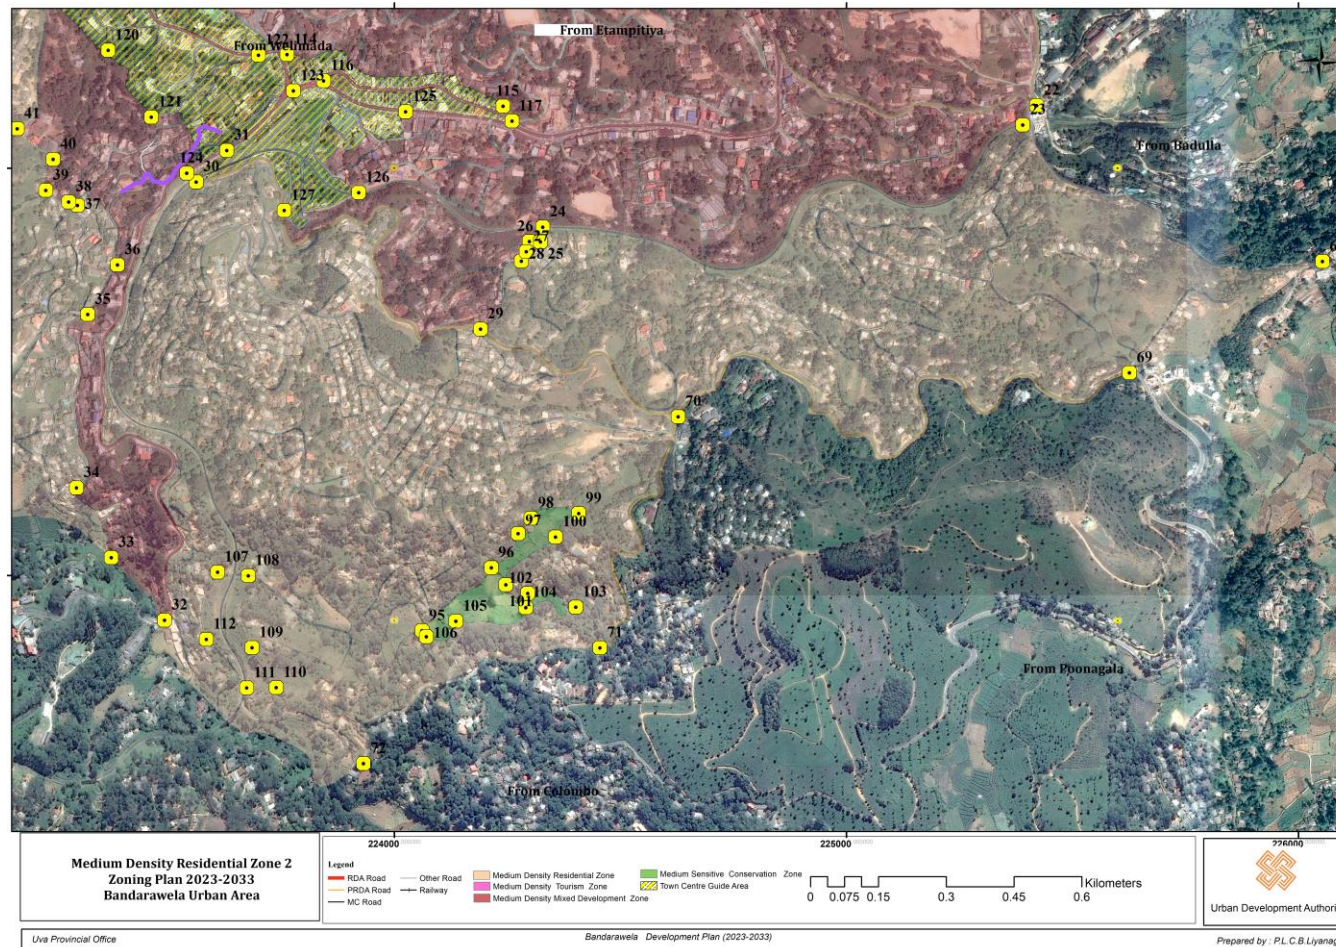 120
122
114
From Welimada
From Etampitiya
123
116
125
115
117
22
23
From Badulla
121
41
31
40
124
30
39
38
37
126
127
24
26
27
28
25
36
35
29
69
70
34
98
99
97
100
33
96
107
108
102
104
103
101
105
32
95
106
112
109
71
111
110
From Poonagala
72
From Colombo
224000
225000
226000
Medium Density Residential Zone 2
Zoning Plan 2023-2033
Bandarawela Urban Area
Legend
RDA Road
PRDA Road
MC Road
Other Road
Railway
Medium Density Residential Zone
Medium Density Tourism Zone
Medium Density Mixed Development Zone
Medium Sensitive Conservation Zone
Town Centre Guide Area
Kilometers
0 0.075 0.15 0.3 0.45 0.6
Urban Development Authori
Uva Provincial Office
Bandarawela Development Plan (2023-2033)
Prepared by : P.L.C.B.Liyanag